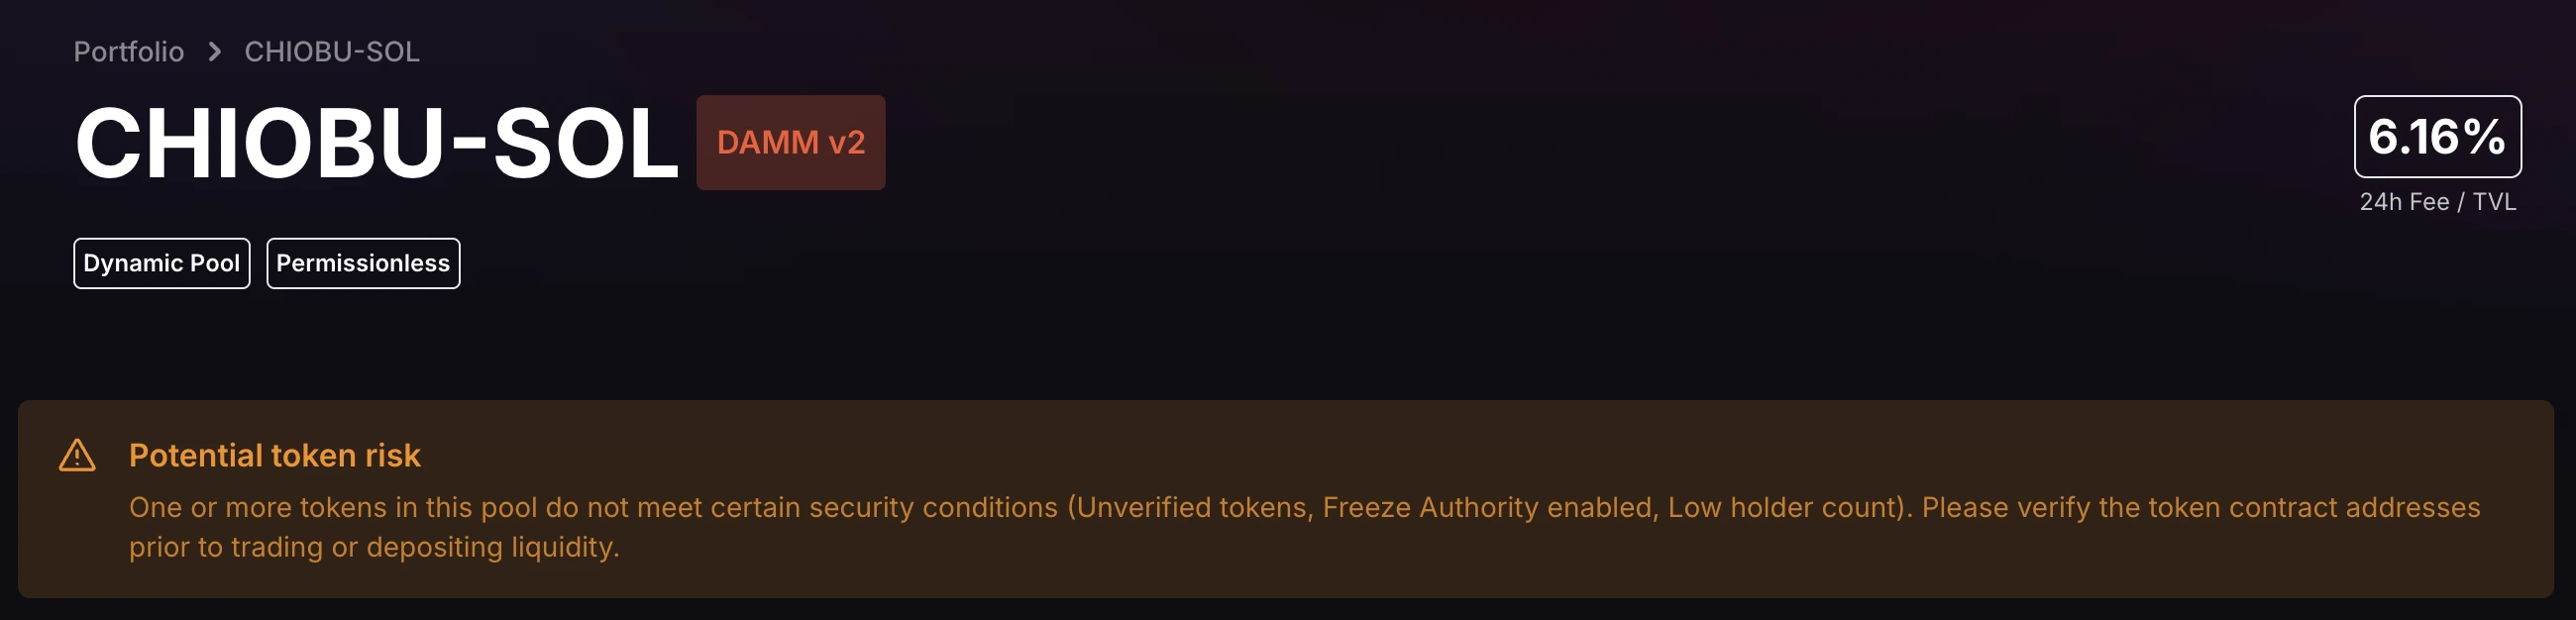 Portfolio > CHIOBU-SOL
CHIOBU-SOL DAMM v2
6.16%
24h Fee / TVL
Dynamic Pool Permissionless
Potential token risk
One or more tokens in this pool do not meet certain security conditions (Unverified tokens, Freeze Authority enabled, Low holder count). Please verify the token contract addresses
prior to trading or depositing liquidity.